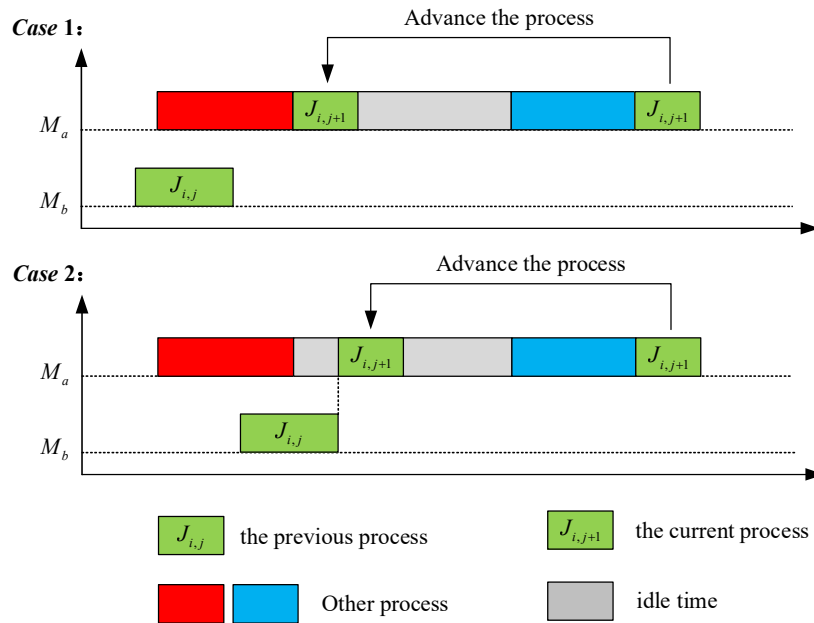 Case 1：
Advance the process
J_{i,j+1}
J_{i,j+1}
M_a
J_{i,j}
M_b
Case 2：
Advance the process
J_{i,j+1}
J_{i,j+1}
M_a
J_{i,j}
M_b
J_{i,j} the previous process
J_{i,j+1} the current process
Other process
idle time